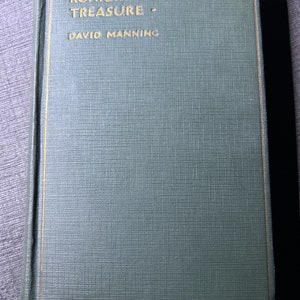 TREASURE -
DAVID MANNING